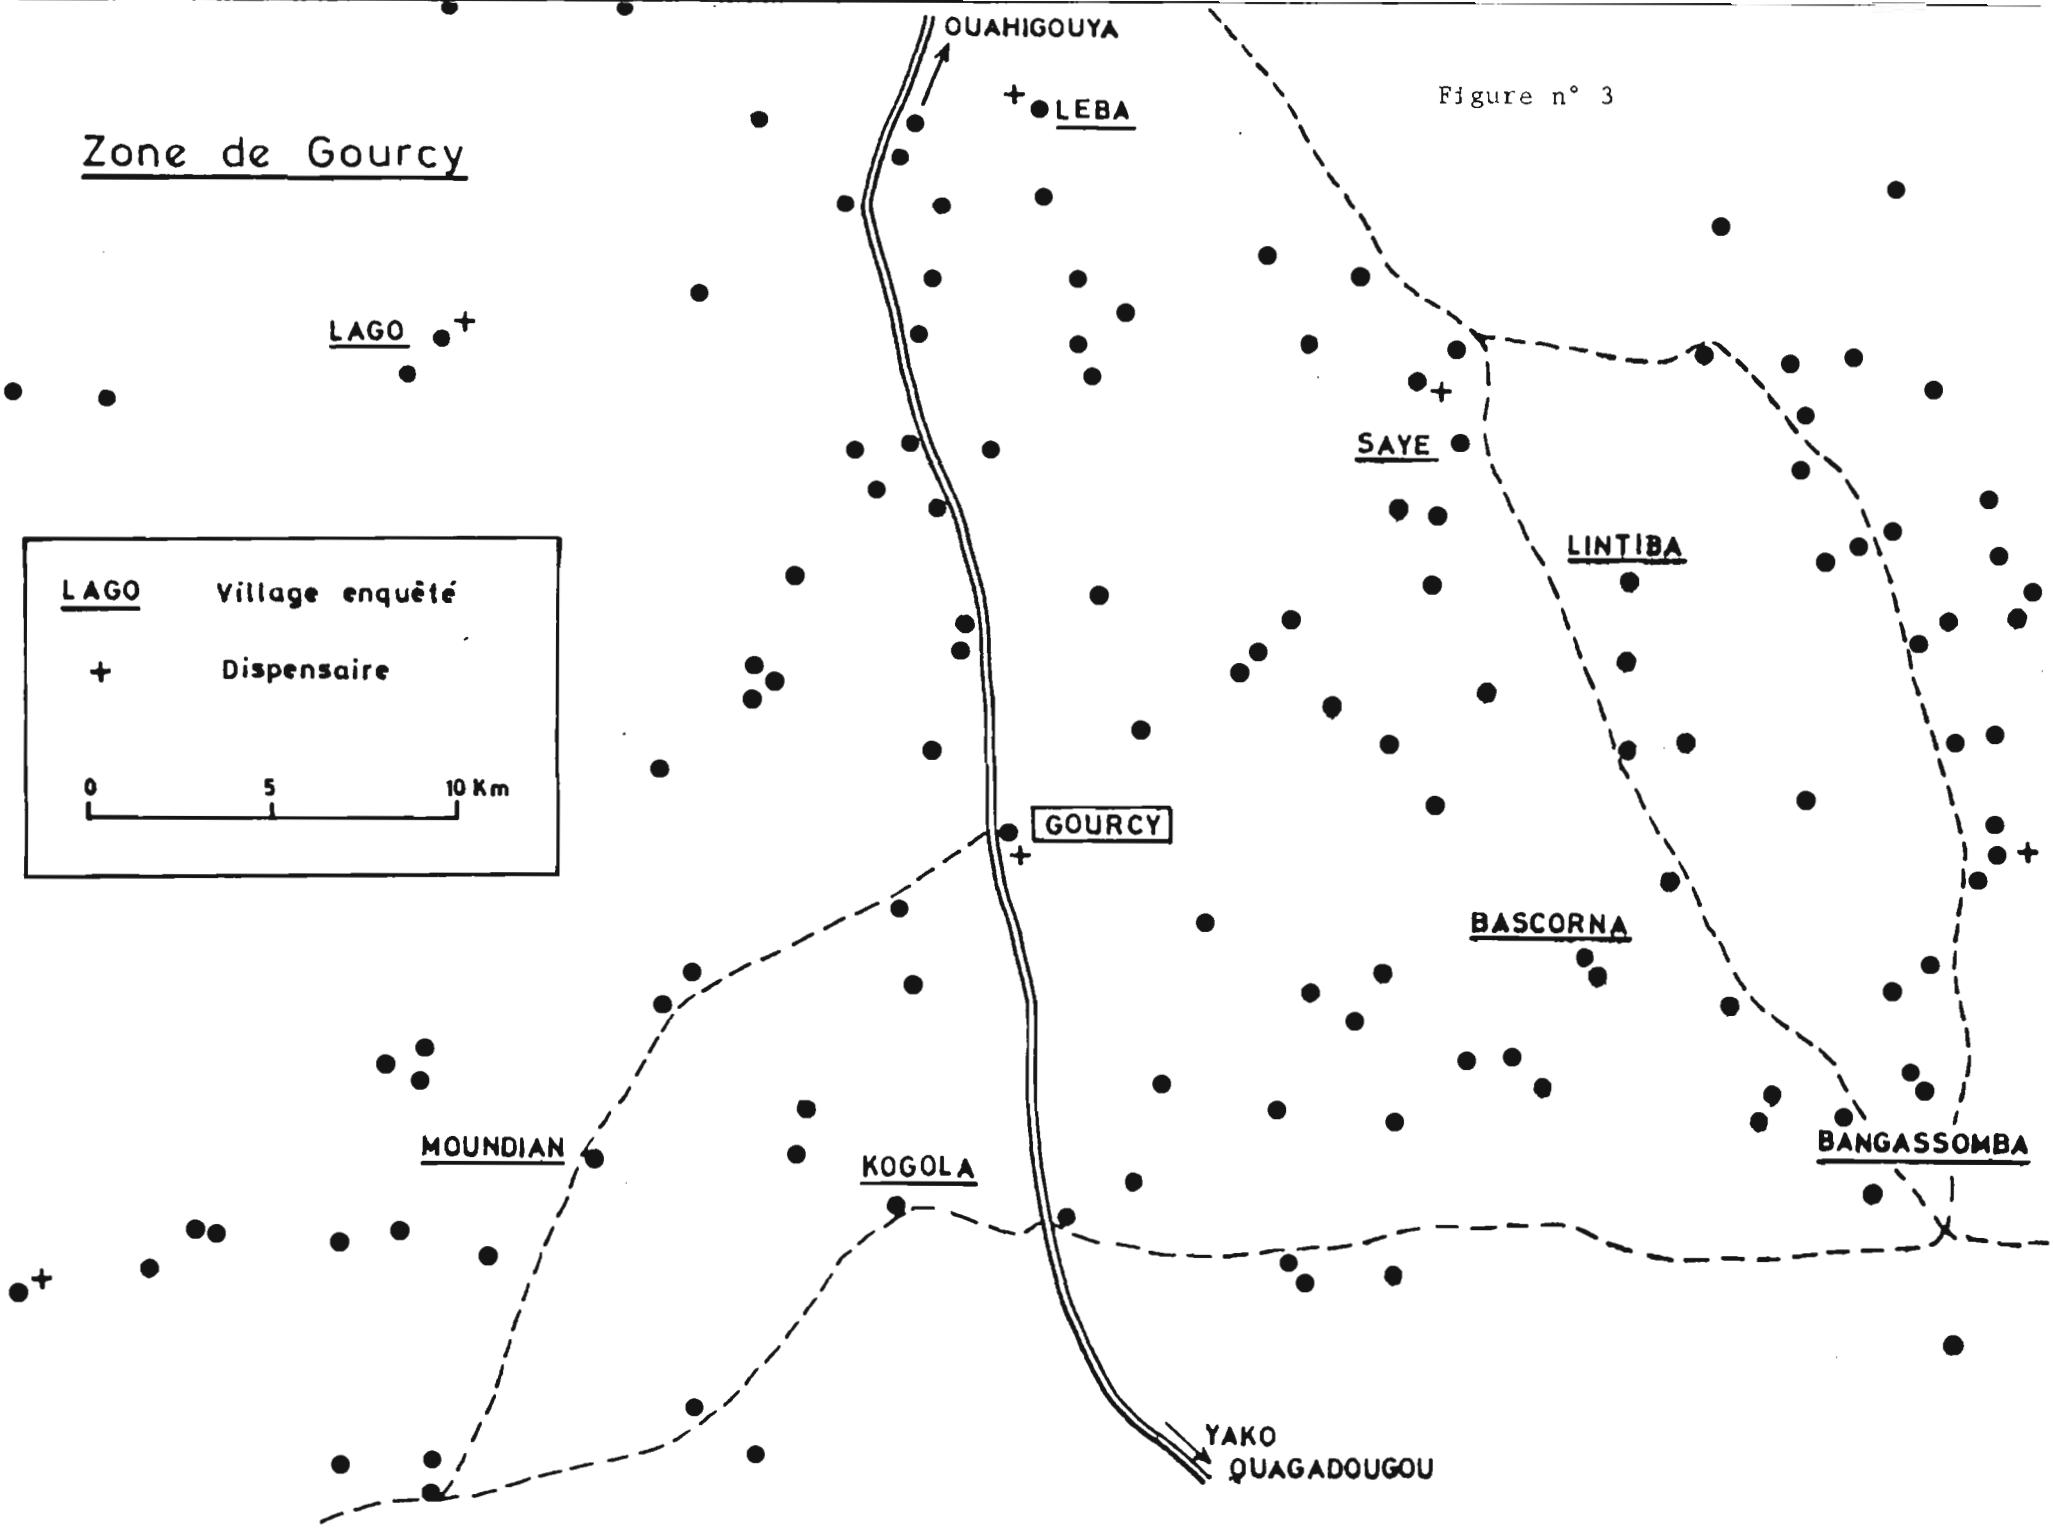 OUAHIGOUYA
Figure n° 3
LEBA
Zone de Gourcy
LAGO
SAYE
LINTIBA
LAGO Village enquêté
+ Dispensaire
0 5 10 Km
GOURCY
BASCORNA
MOUNDIAN
KOGOLA
BANGASSOMBA
YAKO
OUAGADOUGOU